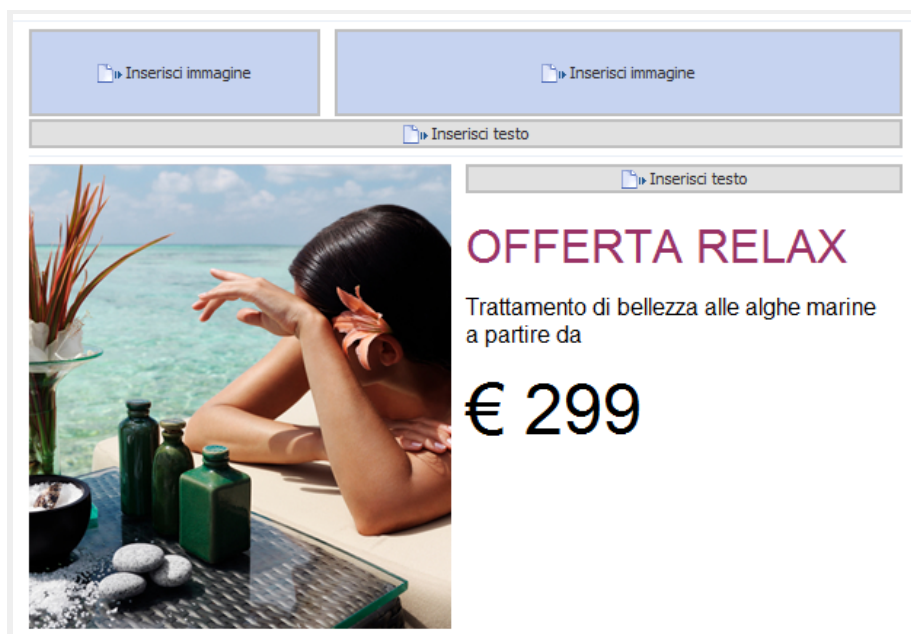 Inserisci immagine
Inserisci immagine
Inserisci testo
Inserisci testo
OFFERTA RELAX
Trattamento di bellezza alle alghe marine
a partire da
€ 299